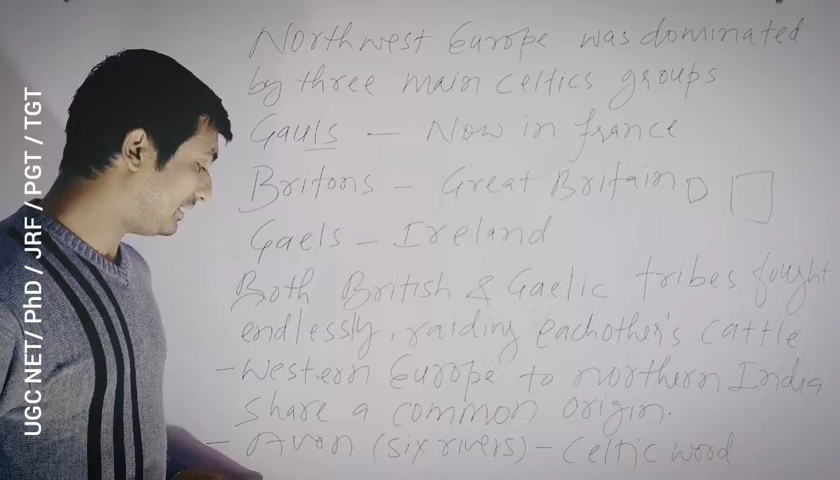 Northwest Europe was dominated
by three main celtics groups
Gauls — Now in france
Britons — Great Britain
Gaels — Ireland.
Both British & Gaelic tribes fought
endlessly, raiding eachother's cattle
- Western Europe to northern India
share a common origin.
- Avon (six rivers) - Celtic word
UGC NET/ PhD / JRF / PGT / TGT